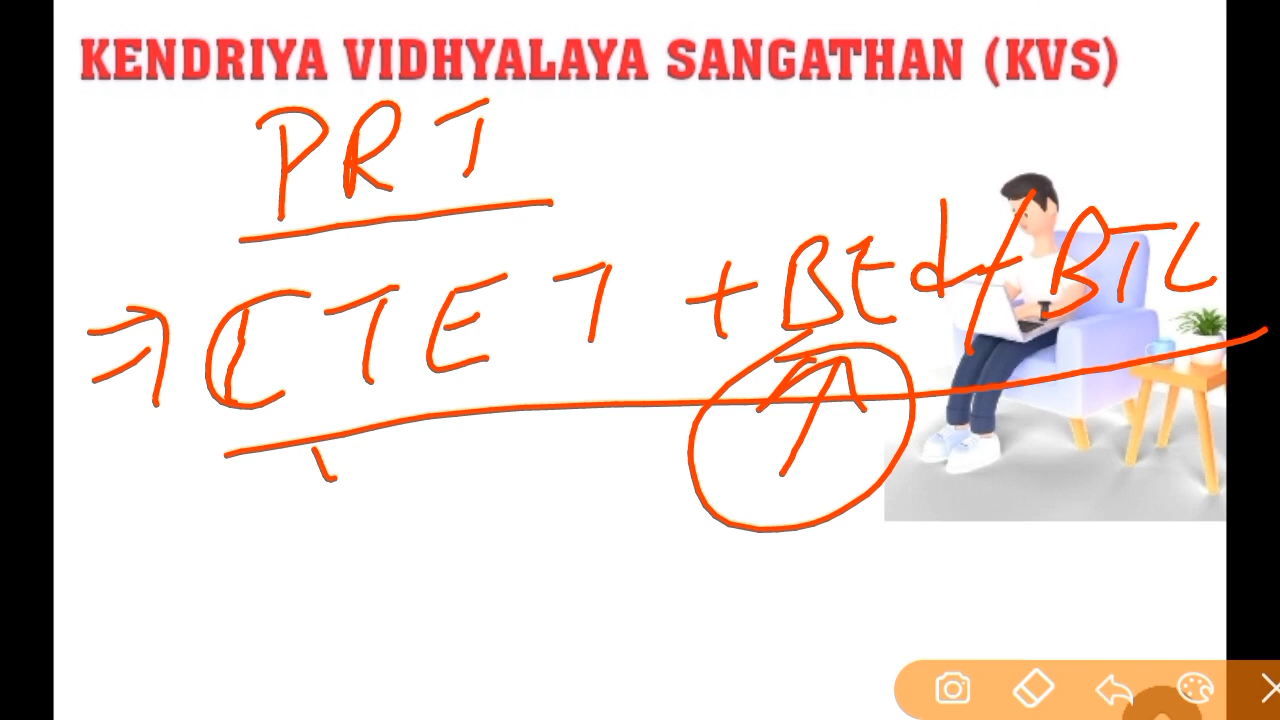 KENDRIYA VIDHYALAYA SANGATHAN (KVS)
PRT
⇒ CTET + BEd / BTC